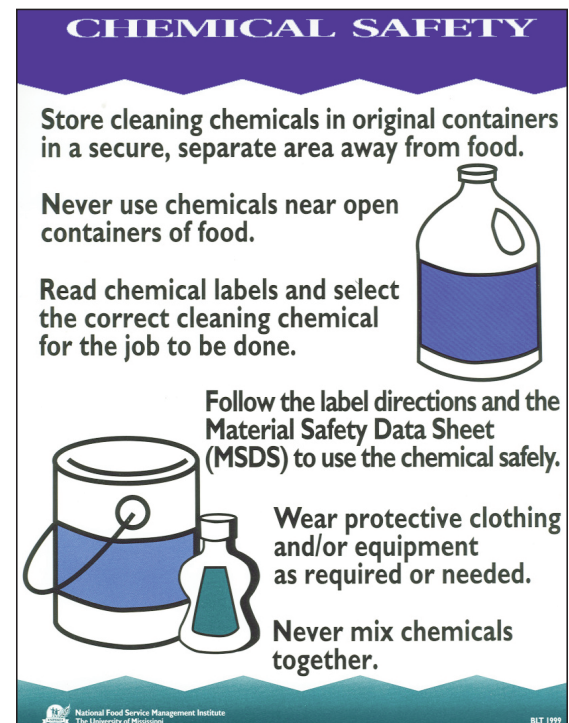 CHEMICAL SAFETY
Store cleaning chemicals in original containers
in a secure, separate area away from food.
Never use chemicals near open
containers of food.
Read chemical labels and select
the correct cleaning chemical
for the job to be done.
Follow the label directions and the
Material Safety Data Sheet
(MSDS) to use the chemical safely.
Wear protective clothing
and/or equipment
as required or needed.
Never mix chemicals
together.
National Food Service Management Institute
The University of Mississippi
BLT 1999